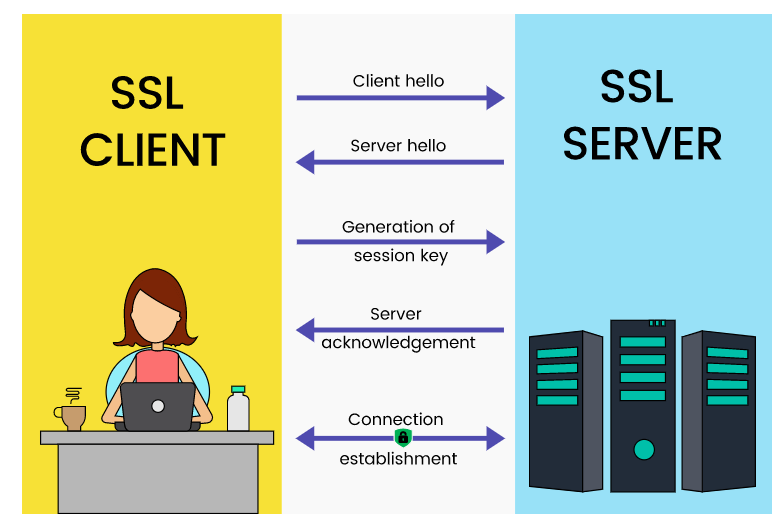 SSL
CLIENT
Client hello
Server hello
Generation of
session key
Server
acknowledgement
Connection
establishment
SSL
SERVER